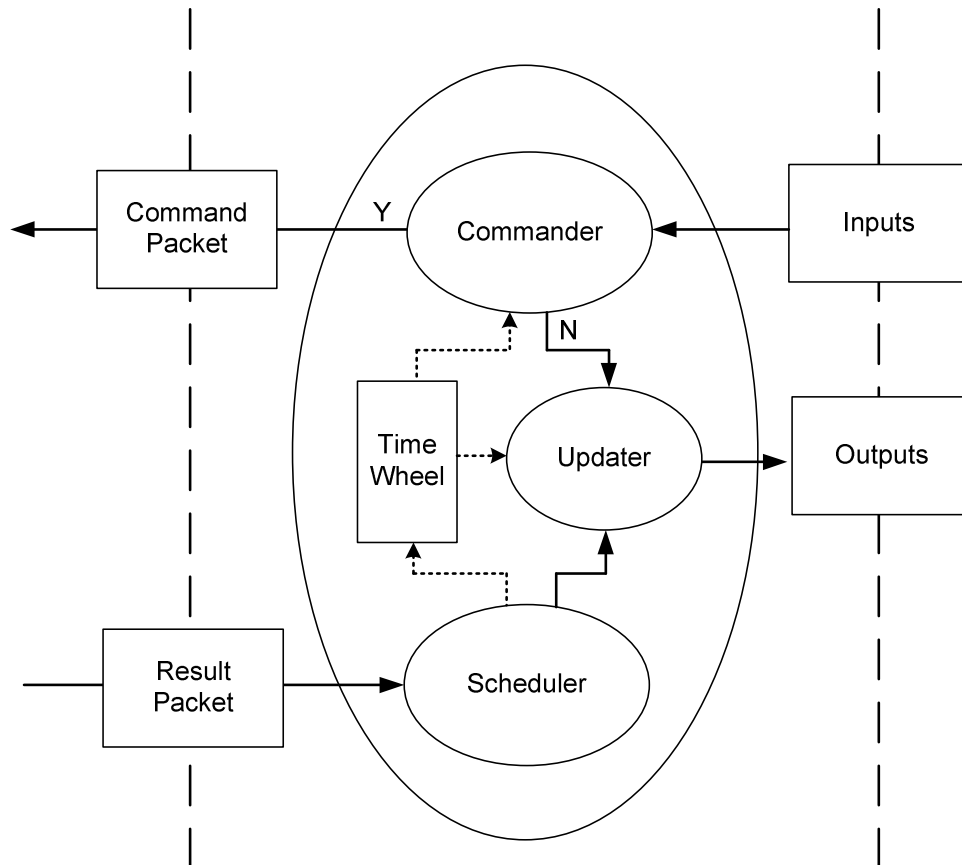 Command
Packet
Y
Commander
Inputs
N
Time
Wheel
Updater
Outputs
Result
Packet
Scheduler